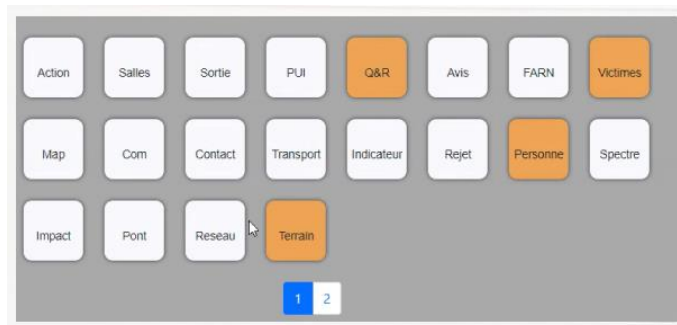 Action Salles Sortie PUI Q&R Avis FARN Victimes
Map Com Contact Transport Indicateur Rejet Personne Spectre
Impact Pont Reseau Terrain
1 2